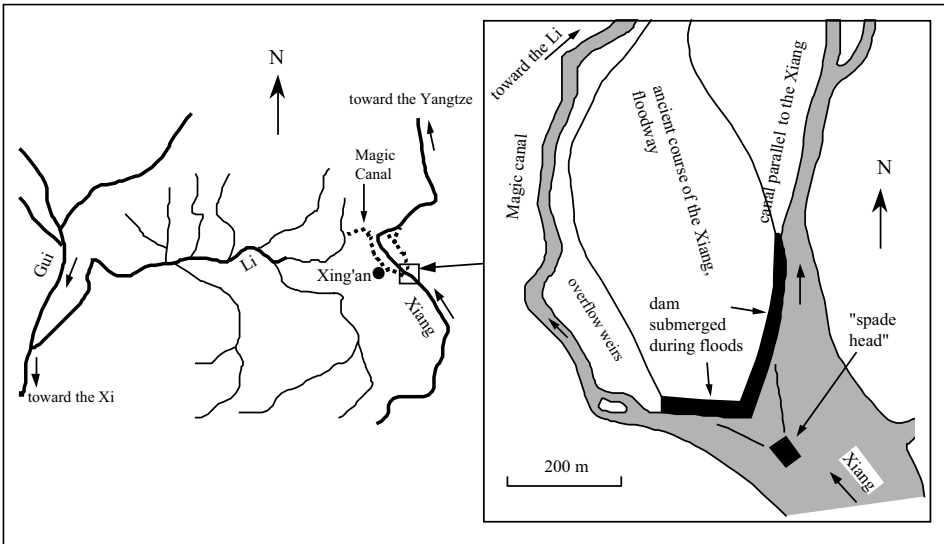 N
toward the Yangtze
Magic
Canal
Gui
Li
Xing'an
Xiang
toward the Xi
toward the Li
Magic canal
ancient course of the Xiang,
floodway
canal parallel to the Xiang
N
overflow weirs
dam
submerged
during floods
"spade
head"
200 m
Xiang